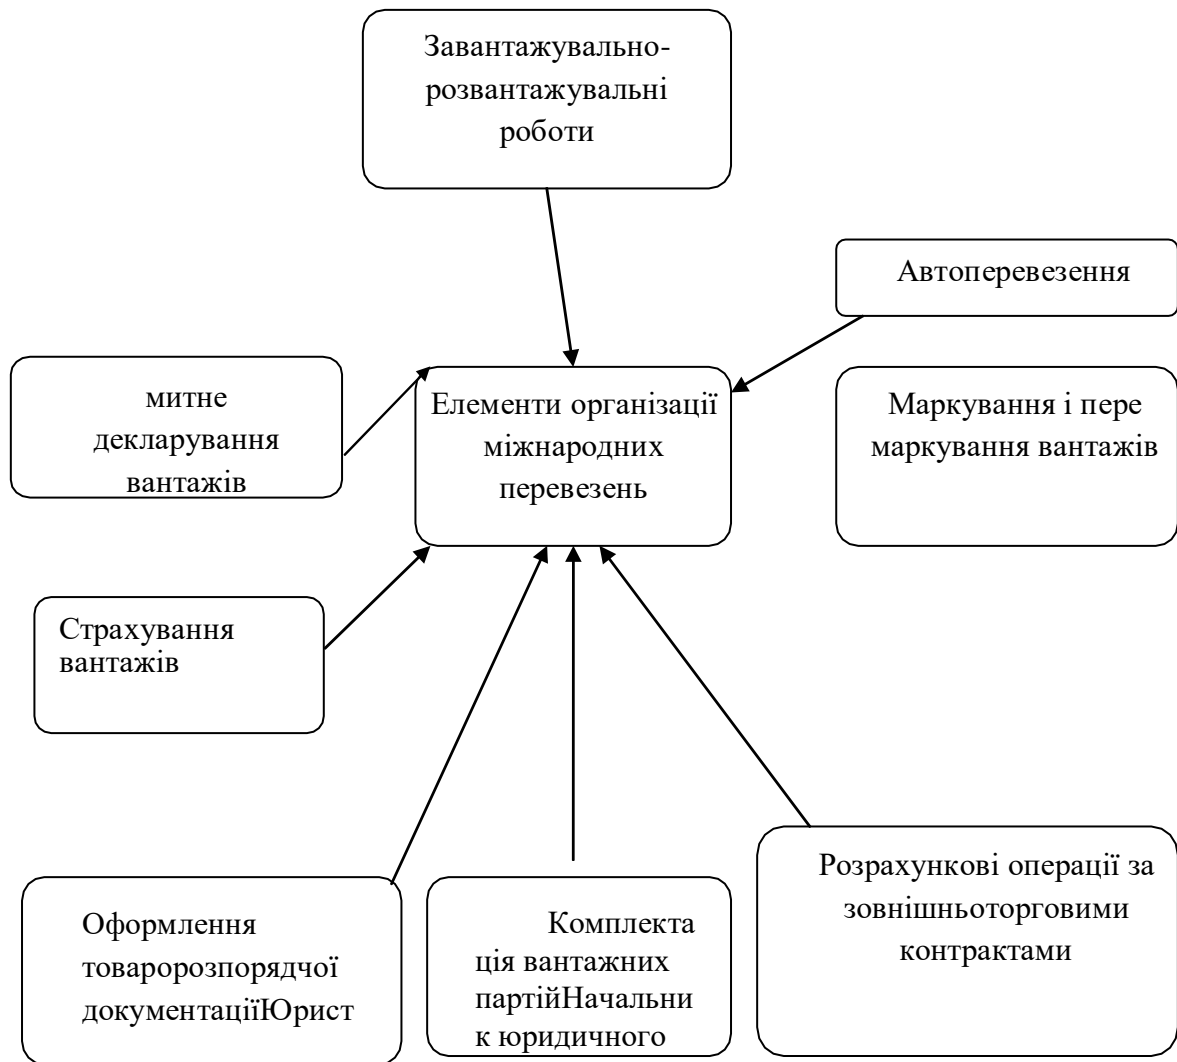 Завантажувально-
розвантажувальні
роботи
Автоперевезення
митне
декларування
вантажів
Елементи організації
міжнародних
перевезень
Маркування і пере
маркування вантажів
Страхування
вантажів
Оформлення
товаророзпорядчої
документаціїЮрист
Комплекта
ція вантажних
партійНачальни
к юридичного
Розрахункові операції за
зовнішньоторговими
контрактами